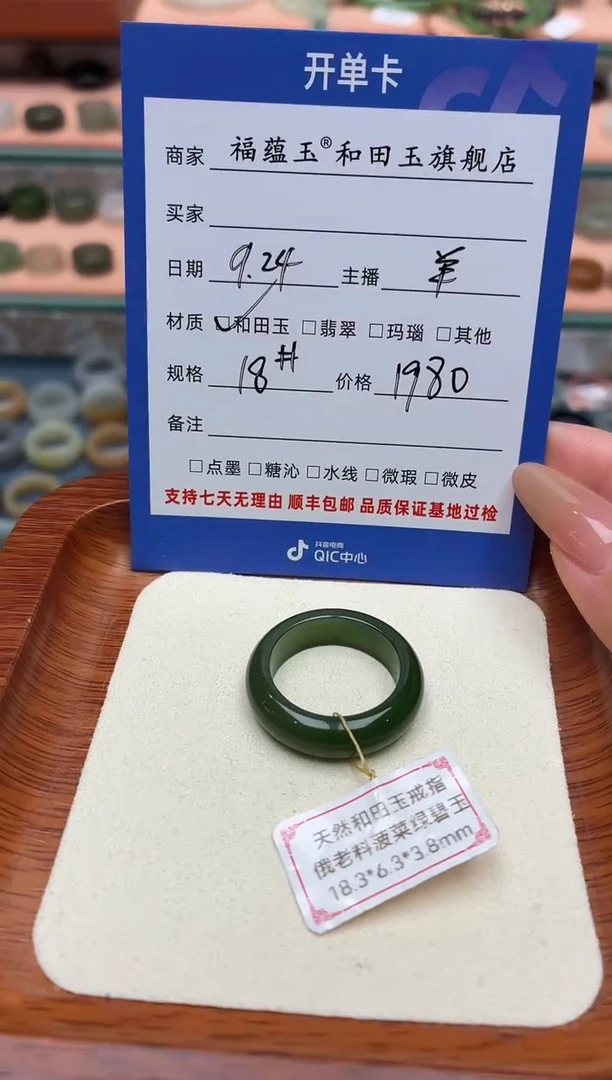 开单卡
商家 福蕴玉®和田玉旗舰店
买家
日期 9.24 主播 羊
材质 ☑和田玉 □翡翠 □玛瑙 □其他
规格 18# 价格 1980
备注
□点墨 □糖沁 □水线 □微瑕 □微皮
支持七天无理由 顺丰包邮 品质保证基地过检
抖音电商
QIC中心
天然和田玉戒指
俄老料菠菜绿碧玉
18.3*6.3*3.8mm